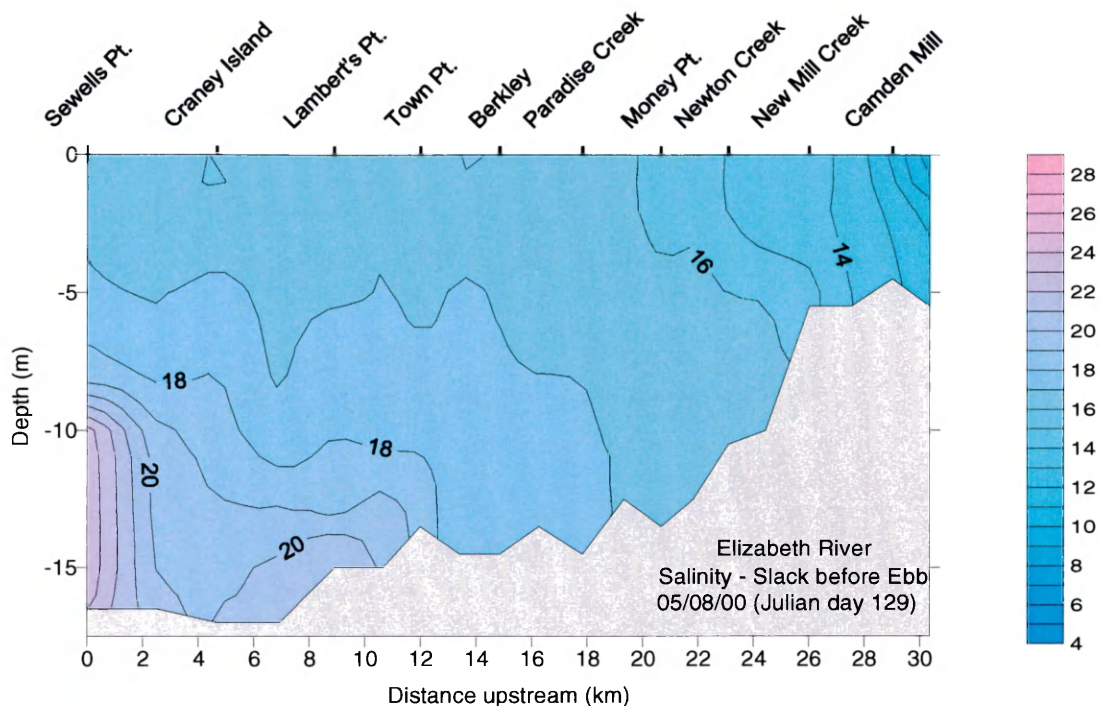 Sewells Pt.
Craney Island
Lambert's Pt.
Town Pt.
Berkley
Paradise Creek
Money Pt.
Newton Creek
New Mill Creek
Camden Mill
0
-5
-10
-15
Depth (m)
18
20
18
20
16
14
Elizabeth River
Salinity - Slack before Ebb
05/08/00 (Julian day 129)
0 2 4 6 8 10 12 14 16 18 20 22 24 26 28 30
Distance upstream (km)
28
26
24
22
20
18
16
14
12
10
8
6
4